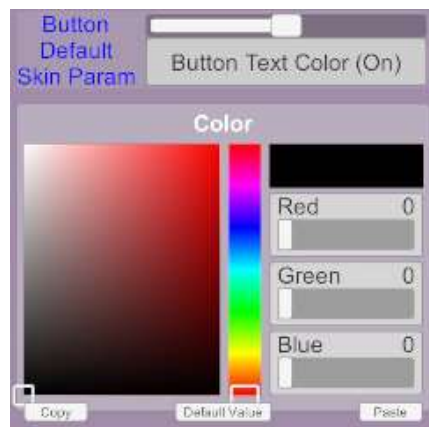 Button
Default
Skin Param
Button Text Color (On)
Color
Red 0
Green 0
Blue 0
Copy
Default Value
Paste